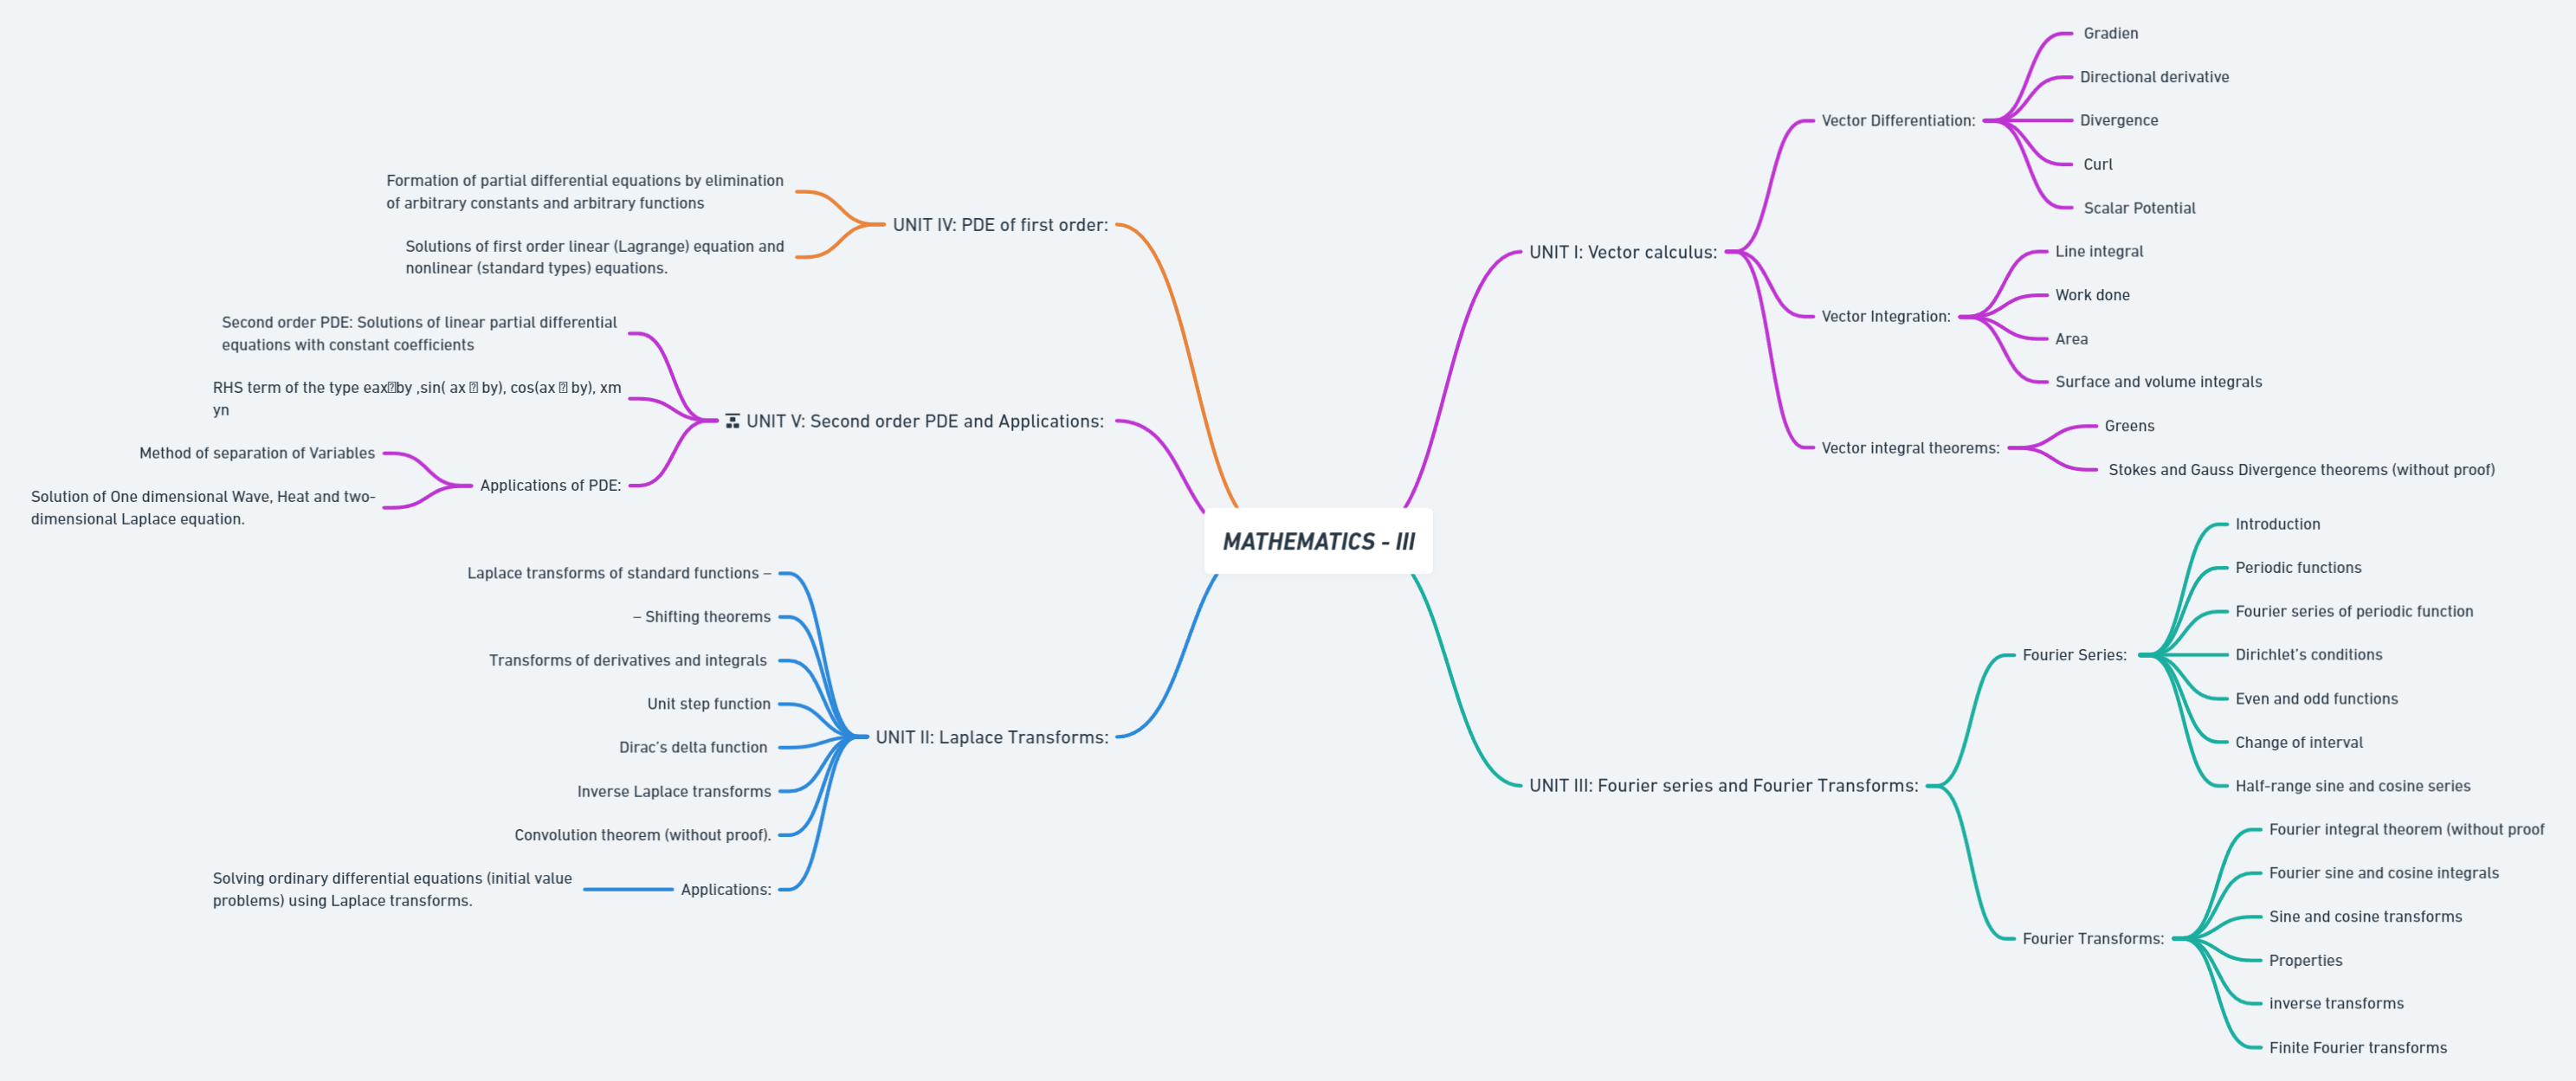 MATHEMATICS - III
UNIT I: Vector calculus:
Vector Differentiation:
Gradien
Directional derivative
Divergence
Curl
Scalar Potential
Vector Integration:
Line integral
Work done
Area
Surface and volume integrals
Vector integral theorems:
Greens
Stokes and Gauss Divergence theorems (without proof)
UNIT II: Laplace Transforms:
Laplace transforms of standard functions –
– Shifting theorems
Transforms of derivatives and integrals
Unit step function
Dirac's delta function
Inverse Laplace transforms
Convolution theorem (without proof).
Applications:
Solving ordinary differential equations (initial value
problems) using Laplace transforms.
UNIT III: Fourier series and Fourier Transforms:
Fourier Series:
Introduction
Periodic functions
Fourier series of periodic function
Dirichlet's conditions
Even and odd functions
Change of interval
Half-range sine and cosine series
Fourier Transforms:
Fourier integral theorem (without proof
Fourier sine and cosine integrals
Sine and cosine transforms
Properties
inverse transforms
Finite Fourier transforms
UNIT IV: PDE of first order:
Formation of partial differential equations by elimination
of arbitrary constants and arbitrary functions
Solutions of first order linear (Lagrange) equation and
nonlinear (standard types) equations.
UNIT V: Second order PDE and Applications:
Second order PDE: Solutions of linear partial differential
equations with constant coefficients
RHS term of the type eax⍰by ,sin( ax ⍰ by), cos(ax ⍰ by), xm
yn
Applications of PDE:
Method of separation of Variables
Solution of One dimensional Wave, Heat and two-
dimensional Laplace equation.